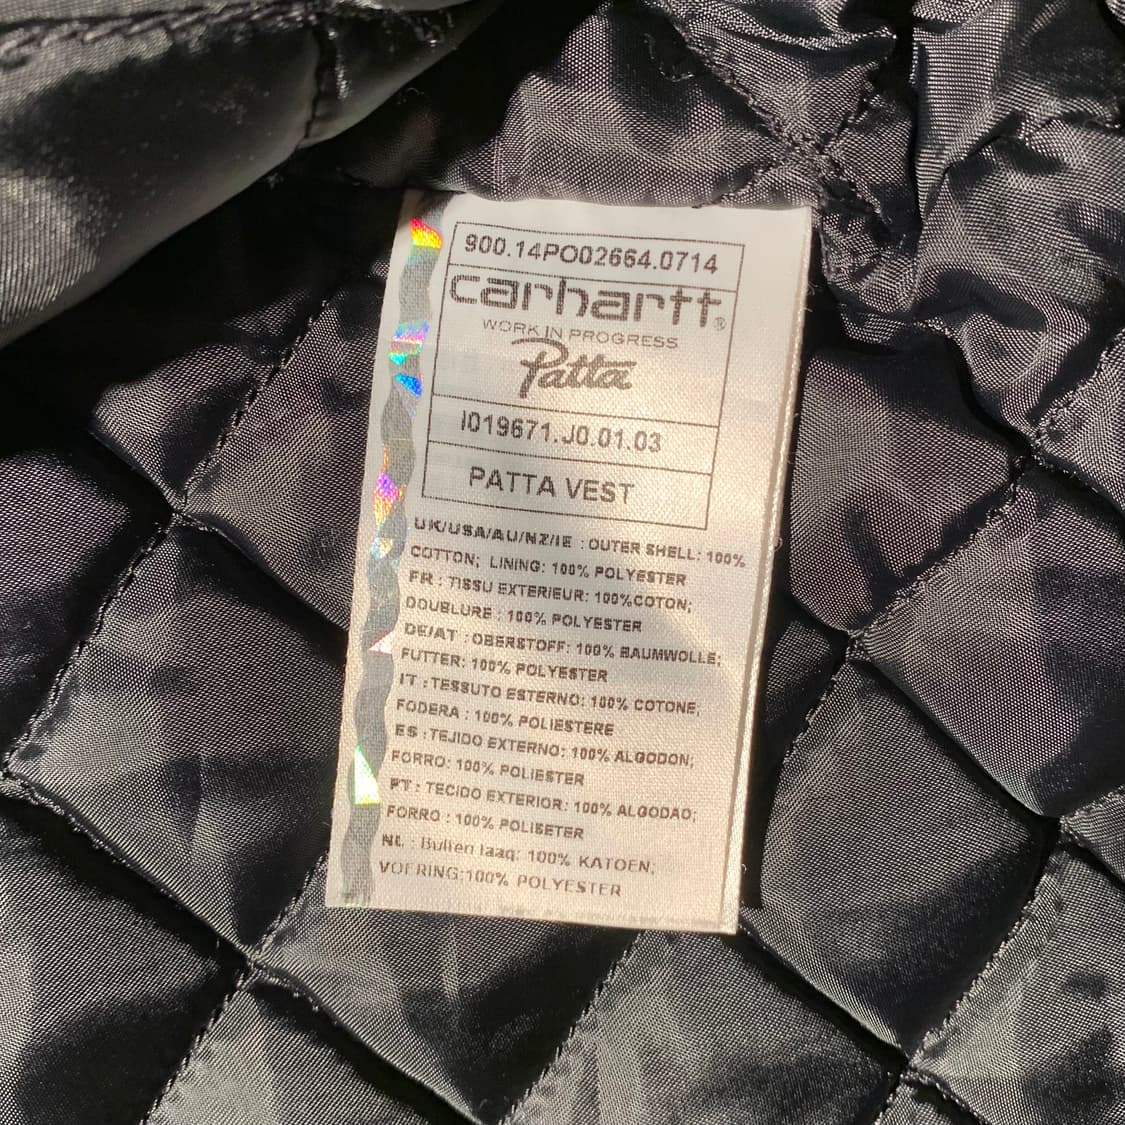 900.14PO02664.0714
carhartt®
WORK IN PROGRESS
Patta
I019671.J0.01.03
PATTA VEST
UK/USA/AU/NZ/IE : OUTER SHELL: 100%
COTTON; LINING: 100% POLYESTER
FR : TISSU EXTERIEUR: 100%COTON;
DOUBLURE : 100% POLYESTER
DE/AT : OBERSTOFF: 100% BAUMWOLLE;
FUTTER: 100% POLYESTER
IT : TESSUTO ESTERNO: 100% COTONE;
FODERA : 100% POLIESTERE
ES : TEJIDO EXTERNO: 100% ALGODON;
FORRO: 100% POLIESTER
PT : TECIDO EXTERIOR: 100% ALGODAO;
FORRO : 100% POLISETER
NL : Buiten laag: 100% KATOEN;
VOERING:100% POLYESTER